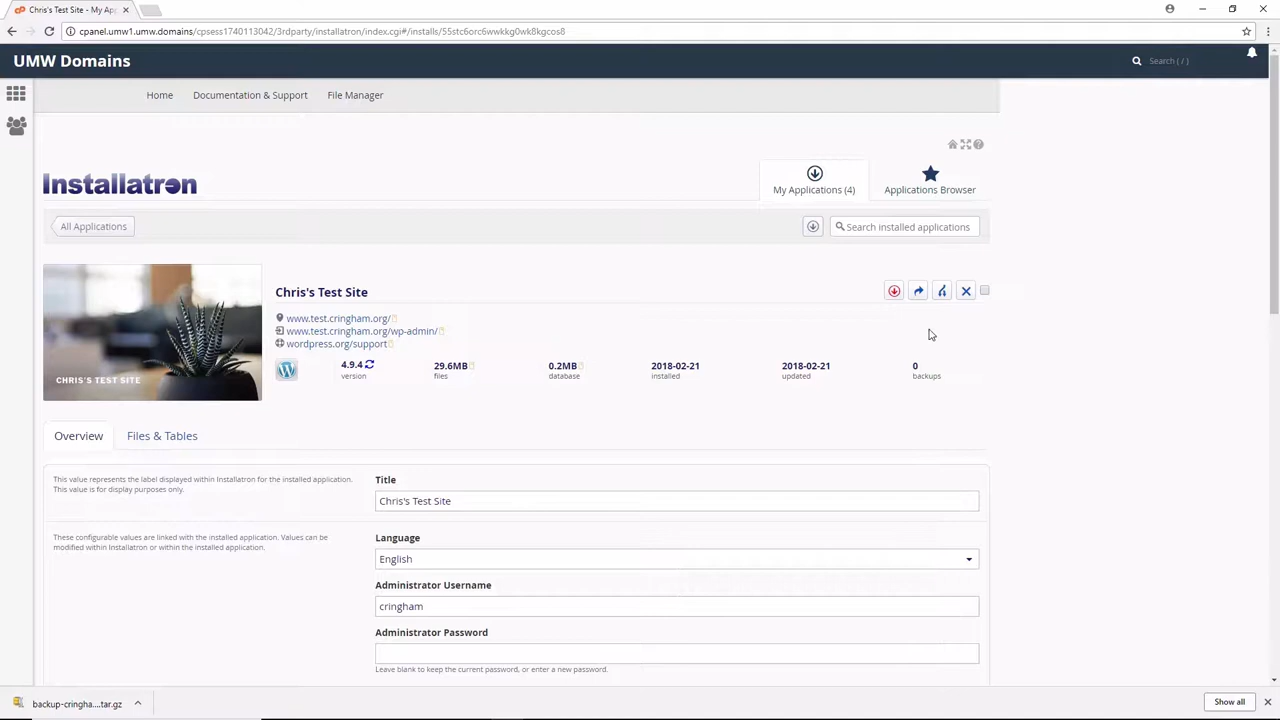 Chris's Test Site - My Ap
cpanel.umw1.umw.domains/cpsess1740113042/3rdparty/installatron/index.cgi#/installs/55stc6orc6wwkkg0wk8kgcos8
UMW Domains
Search ( / )
Home Documentation & Support File Manager
Installatron
My Applications (4) Applications Browser
All Applications Search installed applications
Chris's Test Site
www.test.cringham.org/
www.test.cringham.org/wp-admin/
wordpress.org/support
CHRIS'S TEST SITE
4.9.4 29.6MB 0.2MB 2018-02-21 2018-02-21 0
version files database installed updated backups
Overview Files & Tables
This value represents the label displayed within Installatron for the installed application.
This value is for display purposes only.
Title
Chris's Test Site
These configurable values are linked with the installed application. Values can be
modified within Installatron or within the installed application.
Language
English
Administrator Username
cringham
Administrator Password
Leave blank to keep the current password, or enter a new password.
backup-cringha....tar.gz Show all